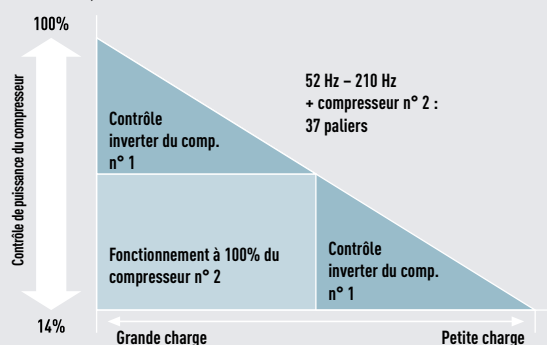 100%
Contrôle de puissance du compresseur
52 Hz – 210 Hz
+ compresseur n° 2 :
37 paliers
Contrôle
inverter du comp.
n° 1
Fonctionnement à 100% du
compresseur n° 2
Contrôle
inverter du comp.
n° 1
14%
Grande charge
Petite charge